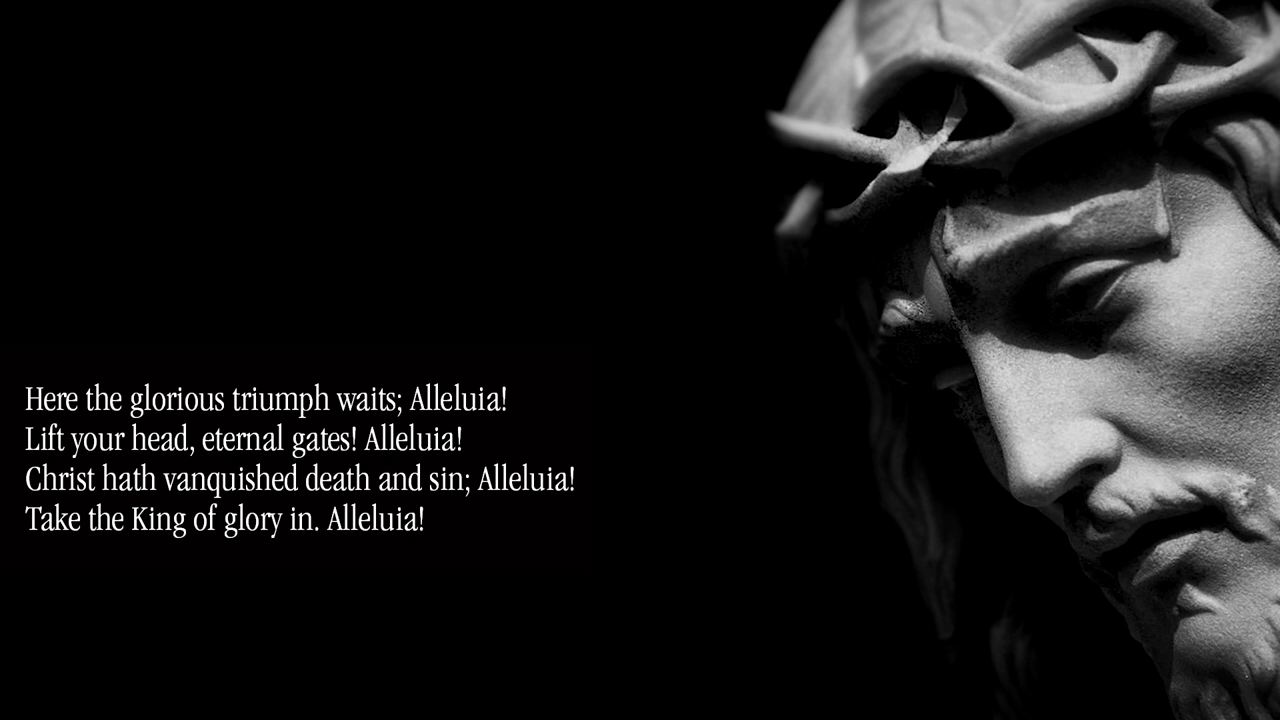 Here the glorious triumph waits; Alleluia!
Lift your head, eternal gates! Alleluia!
Christ hath vanquished death and sin; Alleluia!
Take the King of glory in. Alleluia!